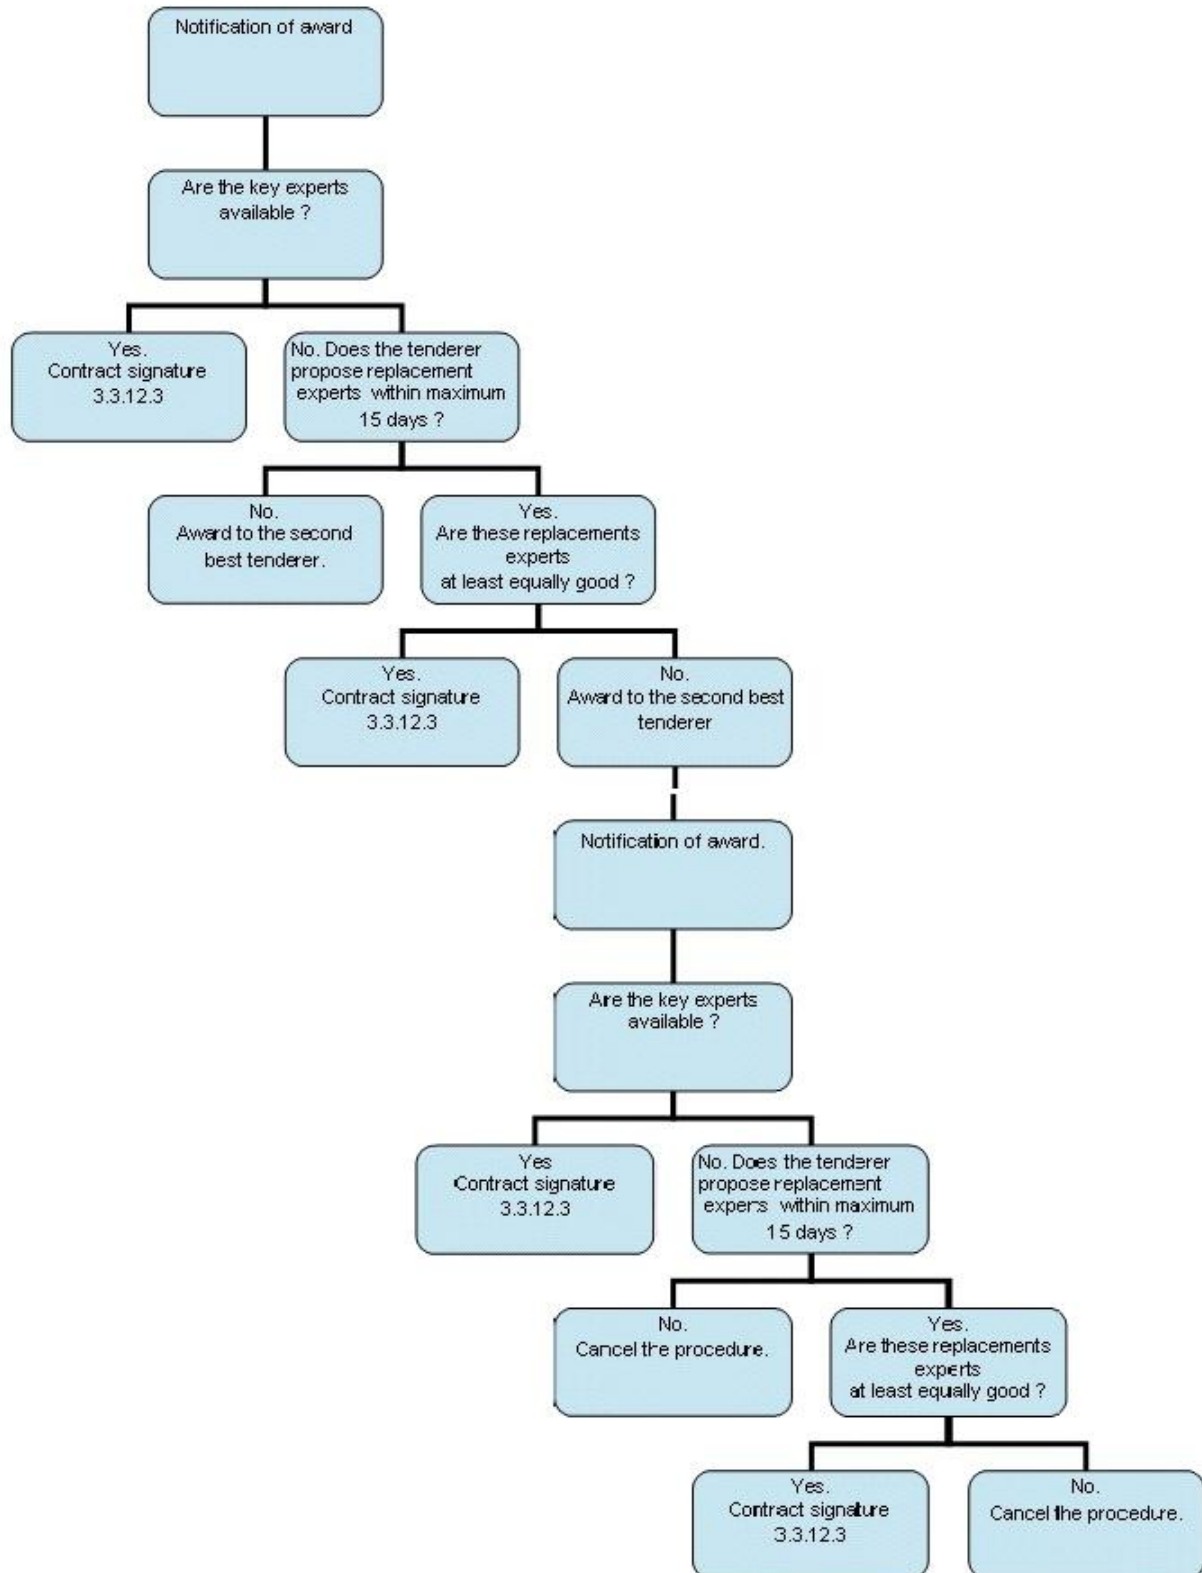 Notification of award
Are the key experts
available ?
Yes.
Contract signature
3.3.12.3
No. Does the tenderer
propose replacement
experts within maximum
15 days ?
No.
Award to the second
best tenderer.
Yes.
Are these replacements
experts
at least equally good ?
Yes.
Contract signature
3.3.12.3
No.
Award to the second best
tenderer
Notification of award.
Are the key experts
available ?
Yes
Contract signature
3.3.12.3
No. Does the tenderer
propose replacement
experts within maximum
15 days ?
No.
Cancel the procedure.
Yes.
Are these replacements
experts
at least equally good ?
Yes.
Contract signature
3.3.12.3
No.
Cancel the procedure.